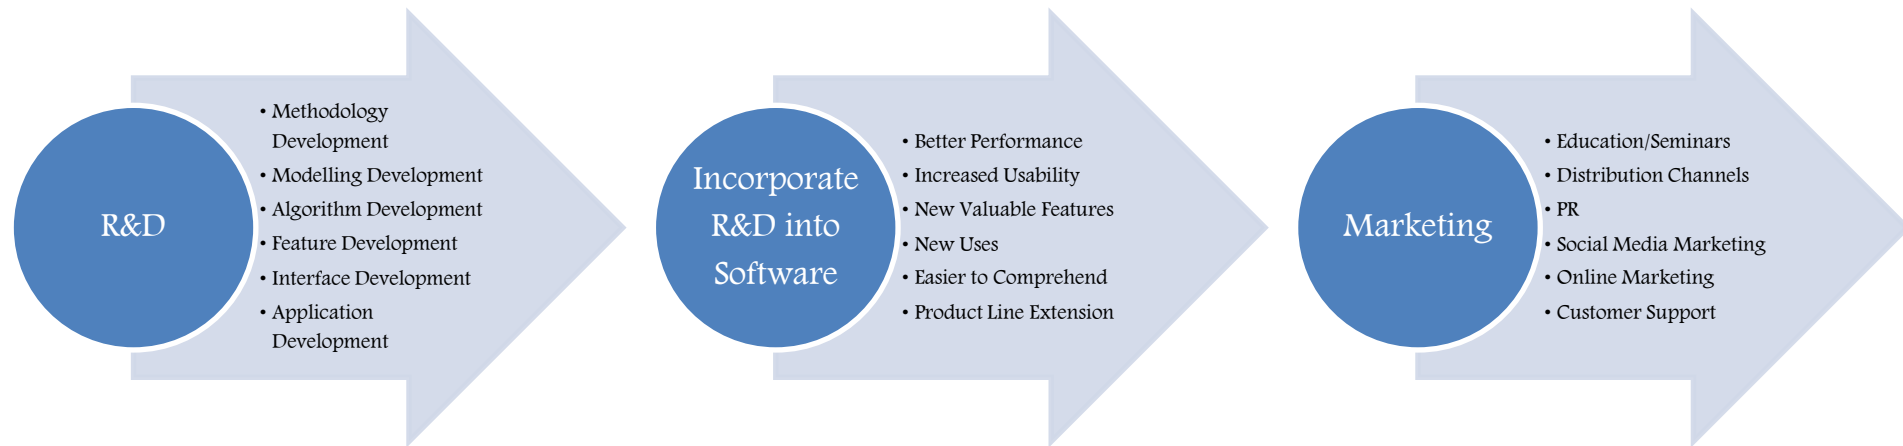 R&D
• Methodology
Development
• Modelling Development
• Algorithm Development
• Feature Development
• Interface Development
• Application
Development
Incorporate
R&D into
Software
• Better Performance
• Increased Usability
• New Valuable Features
• New Uses
• Easier to Comprehend
• Product Line Extension
Marketing
• Education/Seminars
• Distribution Channels
• PR
• Social Media Marketing
• Online Marketing
• Customer Support